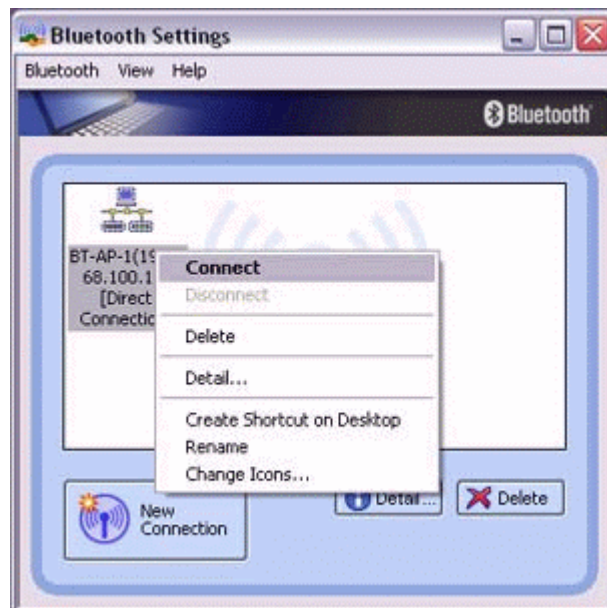 Bluetooth Settings
Bluetooth View Help
Bluetooth
BT-AP-1(19
68.100.1
[Direct
Connectio
Connect
Disconnect
Delete
Detail...
Create Shortcut on Desktop
Rename
Change Icons...
New
Connection
Detail...
Delete